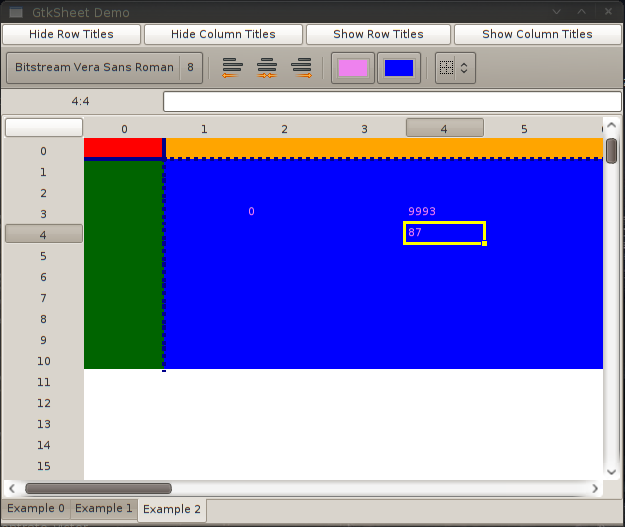 GtkSheet Demo
Hide Row Titles Hide Column Titles Show Row Titles Show Column Titles
Bitstream Vera Sans Roman 8
4:4
0 1 2 3 4 5
0
1
2
3 0 9993
4 87
5
6
7
8
9
10
11
12
13
14
15
Example 0 Example 1 Example 2